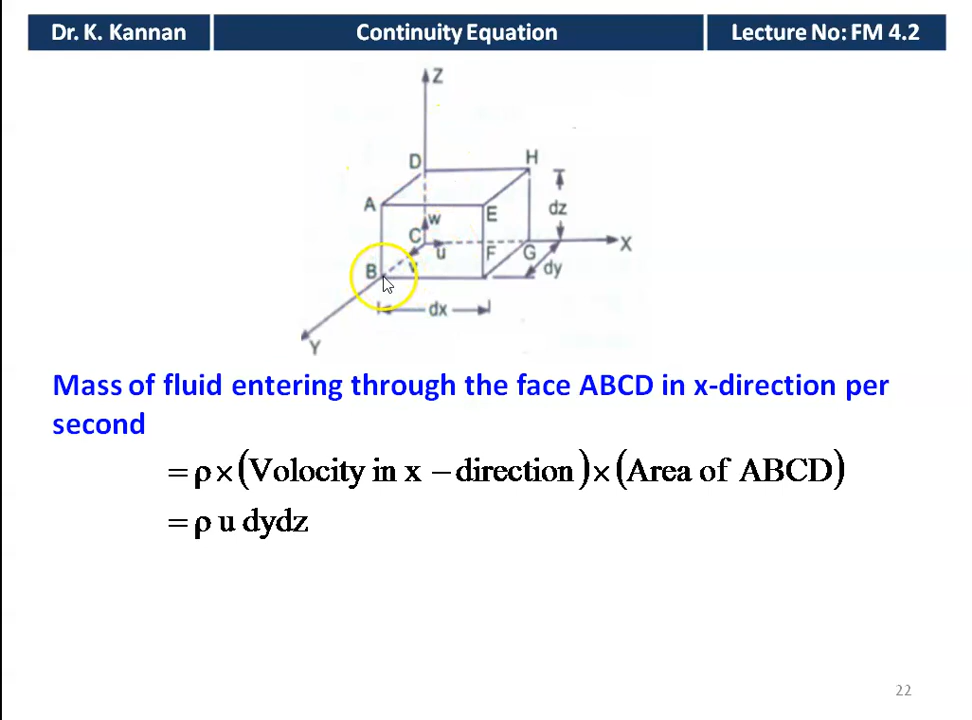 Dr. K. Kannan
Continuity Equation
Lecture No: FM 4.2
Z
D
H
A
E
dz
w
C
u
F
G
X
B
v
dy
dx
Y
Mass of fluid entering through the face ABCD in x-direction per
second
= ρ × (Volocity in x − direction) × (Area of ABCD)
= ρ u dydz
22